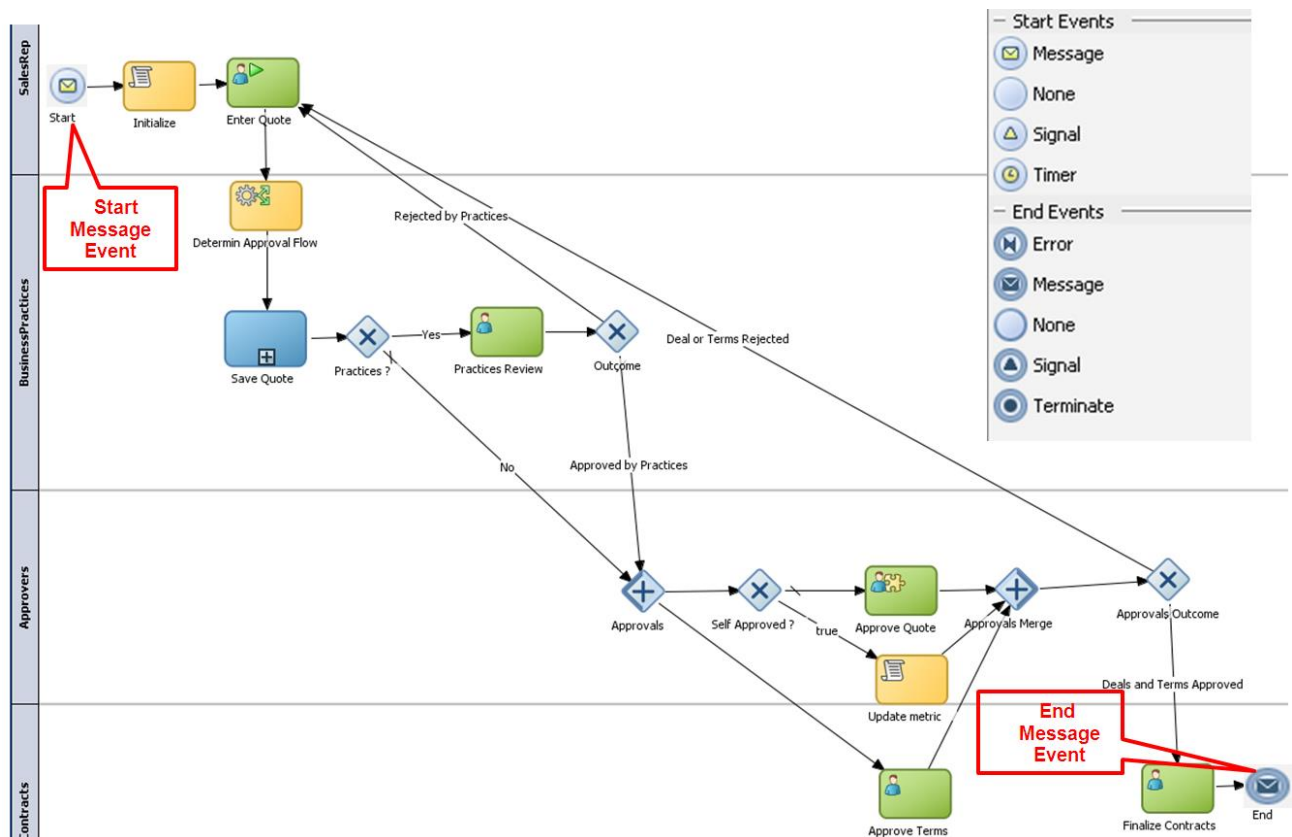 SalesRep
Start
Initialize
Enter Quote
Start
Message
Event
BusinessPractices
Determin Approval Flow
Rejected by Practices
Save Quote
Practices ?
Yes
Practices Review
Outcome
Deal or Terms Rejected
No
Approved by Practices
Approvers
Approvals
Self Approved ?
true
Approve Quote
Approvals Merge
Approvals Outcome
Update metric
Deals and Terms Approved
End
Message
Event
Contracts
Approve Terms
Finalize Contracts
End
Start Events
Message
None
Signal
Timer
End Events
Error
Message
None
Signal
Terminate